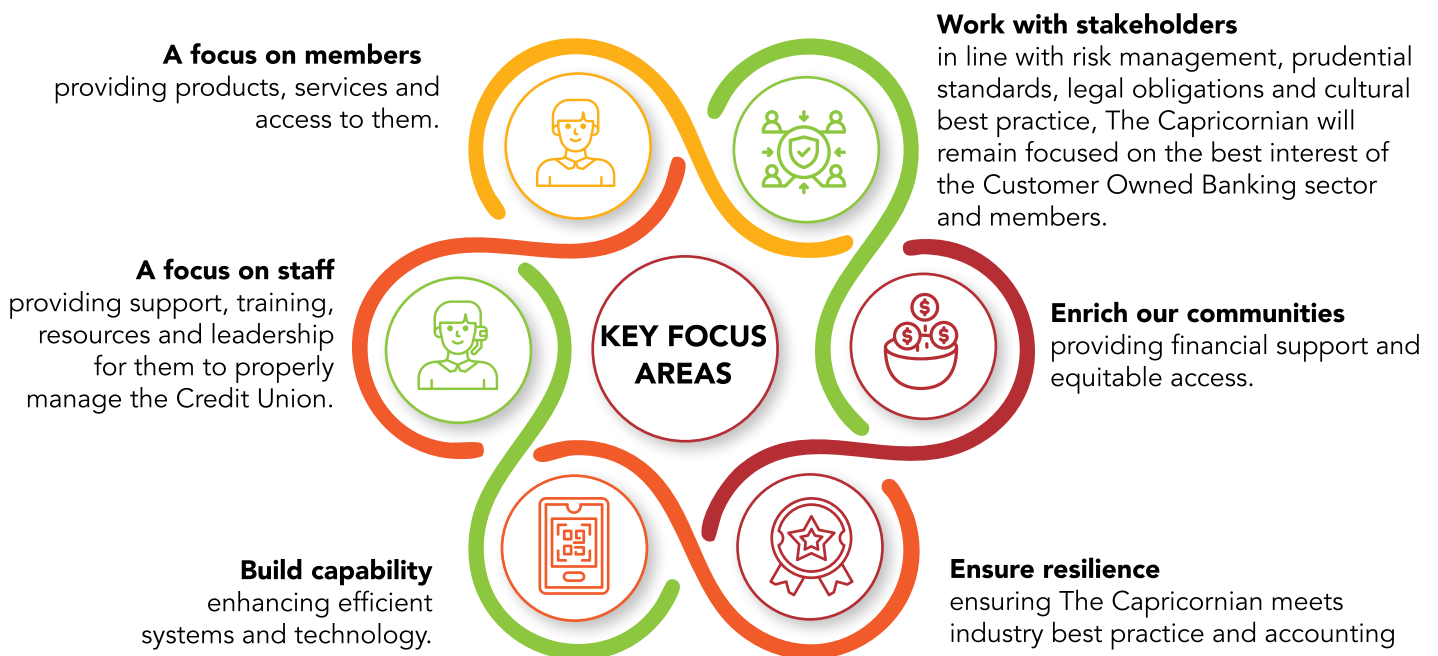 A focus on members
providing products, services and
access to them.
Work with stakeholders
in line with risk management, prudential
standards, legal obligations and cultural
best practice, The Capricornian will
remain focused on the best interest of
the Customer Owned Banking sector
and members.
A focus on staff
providing support, training,
resources and leadership
for them to properly
manage the Credit Union.
KEY FOCUS
AREAS
$
$ $
Enrich our communities
providing financial support and
equitable access.
Build capability
enhancing efficient
systems and technology.
Ensure resilience
ensuring The Capricornian meets
industry best practice and accounting